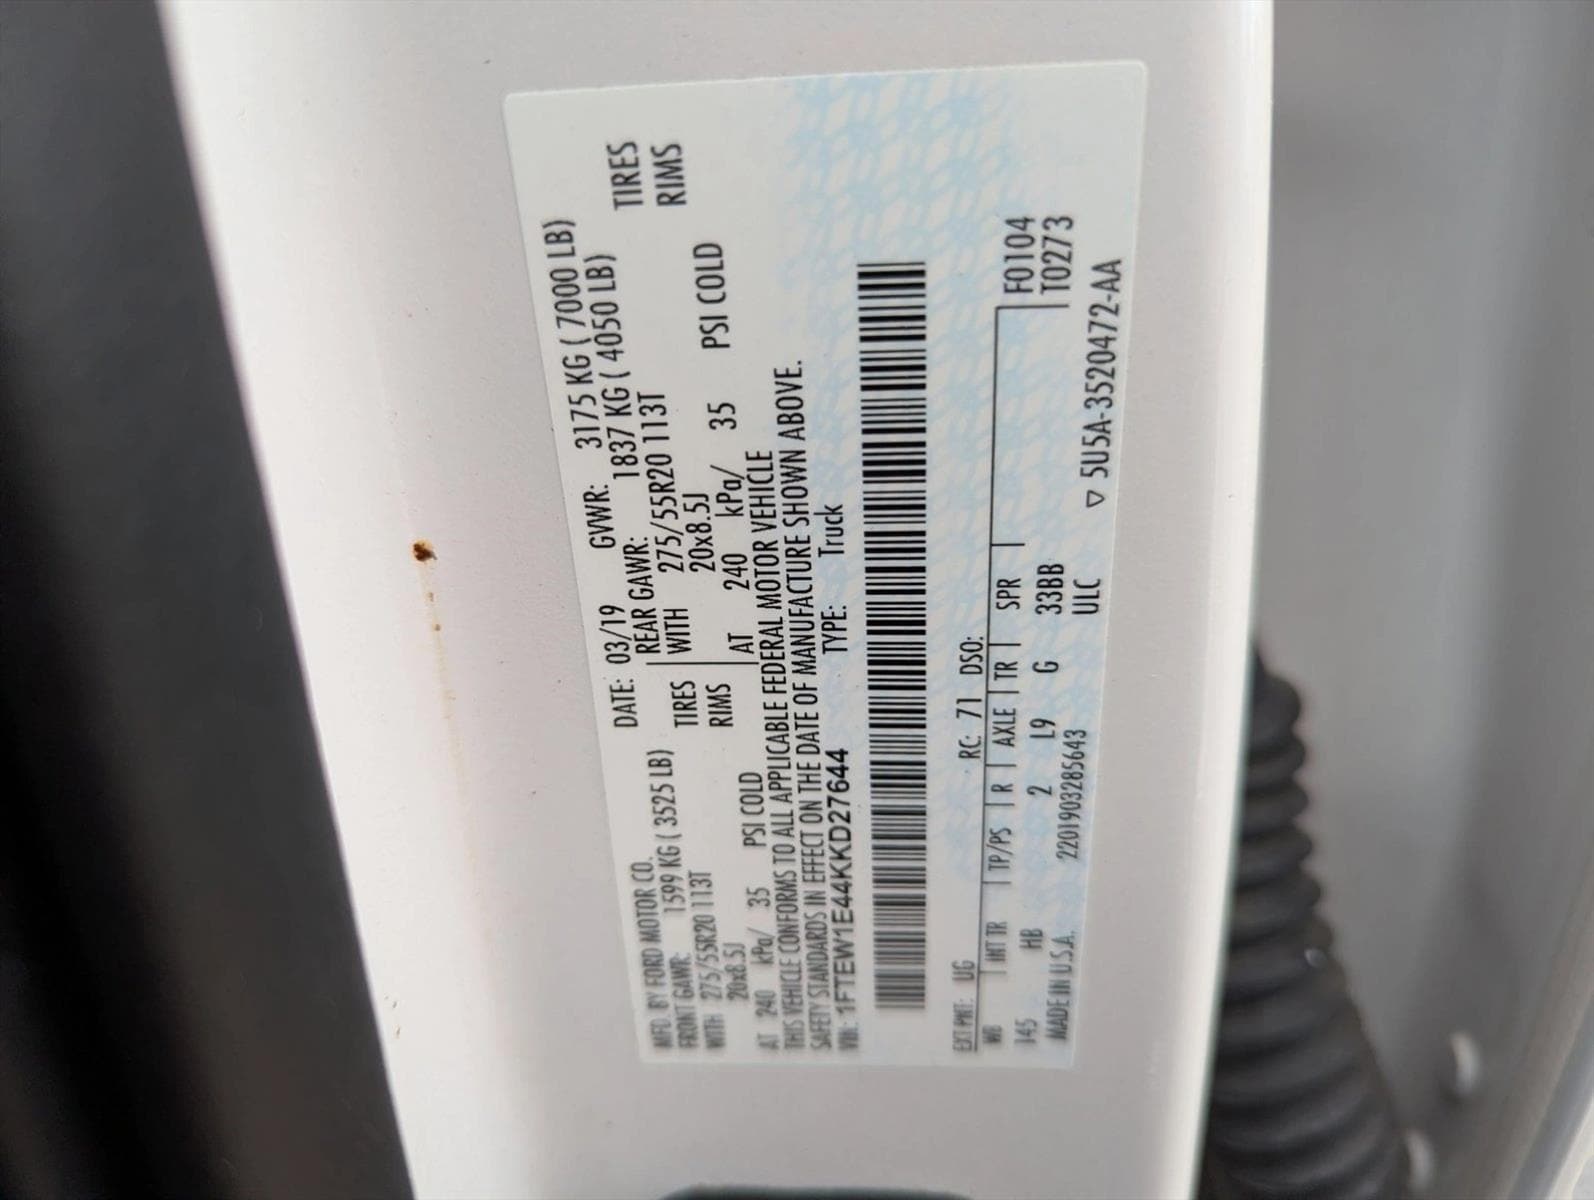 MFD. BY FORD MOTOR CO.
DATE: 03/19 GVWR: 3175 KG ( 7000 LB)
FRONT GAWR: 1599 KG ( 3525 LB) REAR GAWR: 1837 KG ( 4050 LB)
WITH 275/55R20 113T TIRES WITH 275/55R20 113T TIRES
20x8.5J RIMS 20x8.5J RIMS
AT 240 kPa/ 35 PSI COLD AT 240 kPa/ 35 PSI COLD
THIS VEHICLE CONFORMS TO ALL APPLICABLE FEDERAL MOTOR VEHICLE
SAFETY STANDARDS IN EFFECT ON THE DATE OF MANUFACTURE SHOWN ABOVE.
VIN: 1FTEW1E44KKD27644 TYPE: Truck
EXT PNT: UG RC: 71 DSO:
WB INT TR TP/PS R AXLE TR SPR F0104
145 HB 2 L9 G 33BB T0273
MADE IN U.S.A. 2201903285643 ULC
▽ 5U5A-3520472-AA